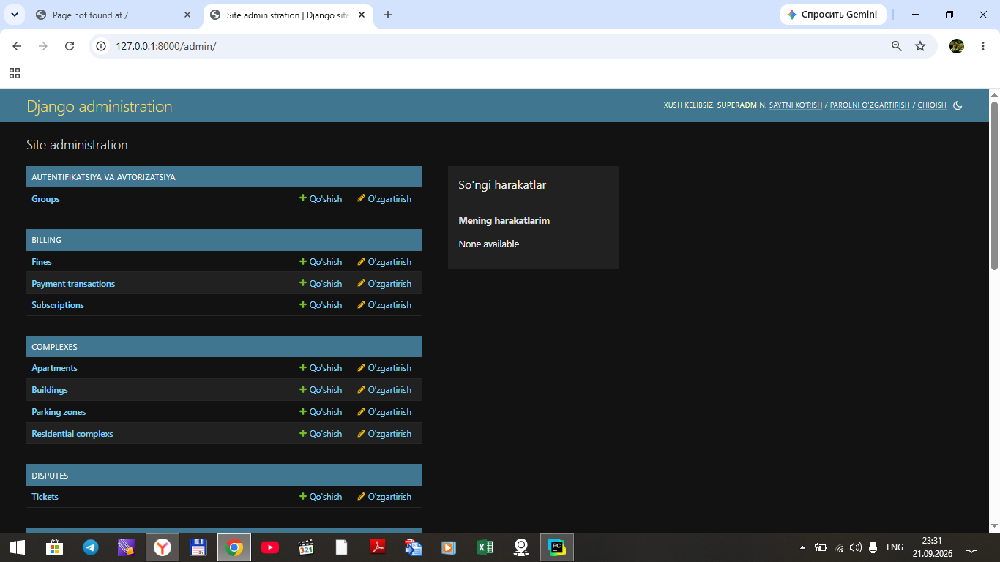 Page not found at /
Site administration | Django site
Спросить Gemini
127.0.0.1:8000/admin/
Django administration
XUSH KELIBSIZ, SUPERADMIN. SAYTNI KO'RISH / PAROLNI O'ZGARTIRISH / CHIQISH
Site administration
AUTENTIFIKATSIYA VA AVTORIZATSIYA
Groups Qo'shish O'zgartirish
BILLING
Fines Qo'shish O'zgartirish
Payment transactions Qo'shish O'zgartirish
Subscriptions Qo'shish O'zgartirish
COMPLEXES
Apartments Qo'shish O'zgartirish
Buildings Qo'shish O'zgartirish
Parking zones Qo'shish O'zgartirish
Residential complexs Qo'shish O'zgartirish
DISPUTES
Tickets Qo'shish O'zgartirish
So'ngi harakatlar
Mening harakatlarim
None available
321
PC
ENG
23:31
21.09.2026